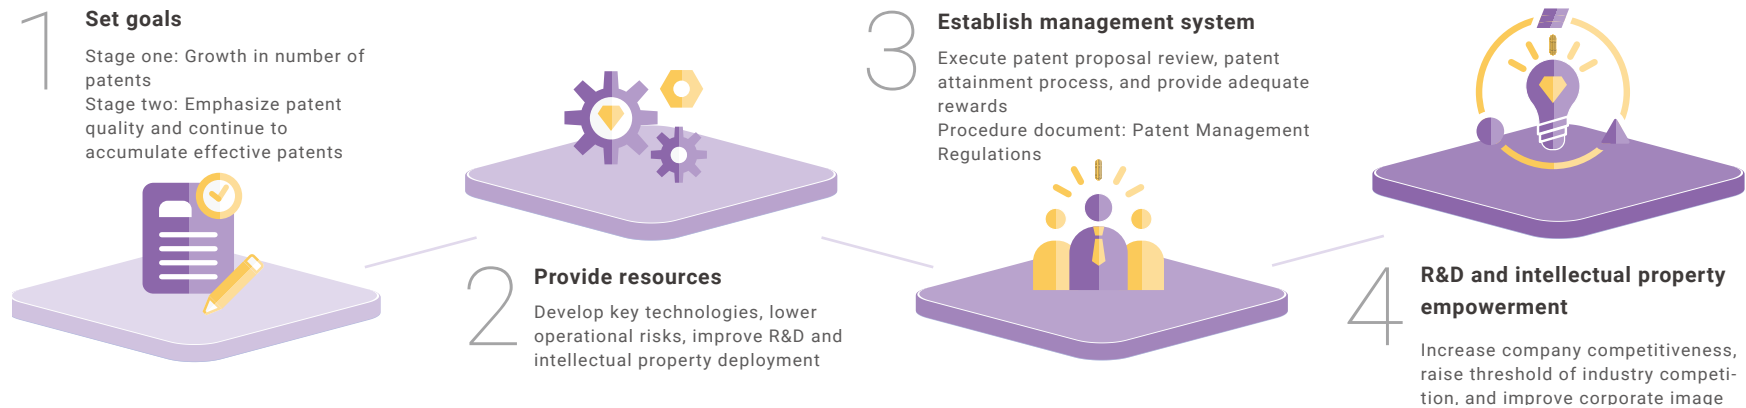 1
Set goals
Stage one: Growth in number of
patents
Stage two: Emphasize patent
quality and continue to
accumulate effective patents
2
Provide resources
Develop key technologies, lower
operational risks, improve R&D and
intellectual property deployment
3
Establish management system
Execute patent proposal review, patent
attainment process, and provide adequate
rewards
Procedure document: Patent Management
Regulations
4
R&D and intellectual property
empowerment
Increase company competitiveness,
raise threshold of industry competi-
tion, and improve corporate image